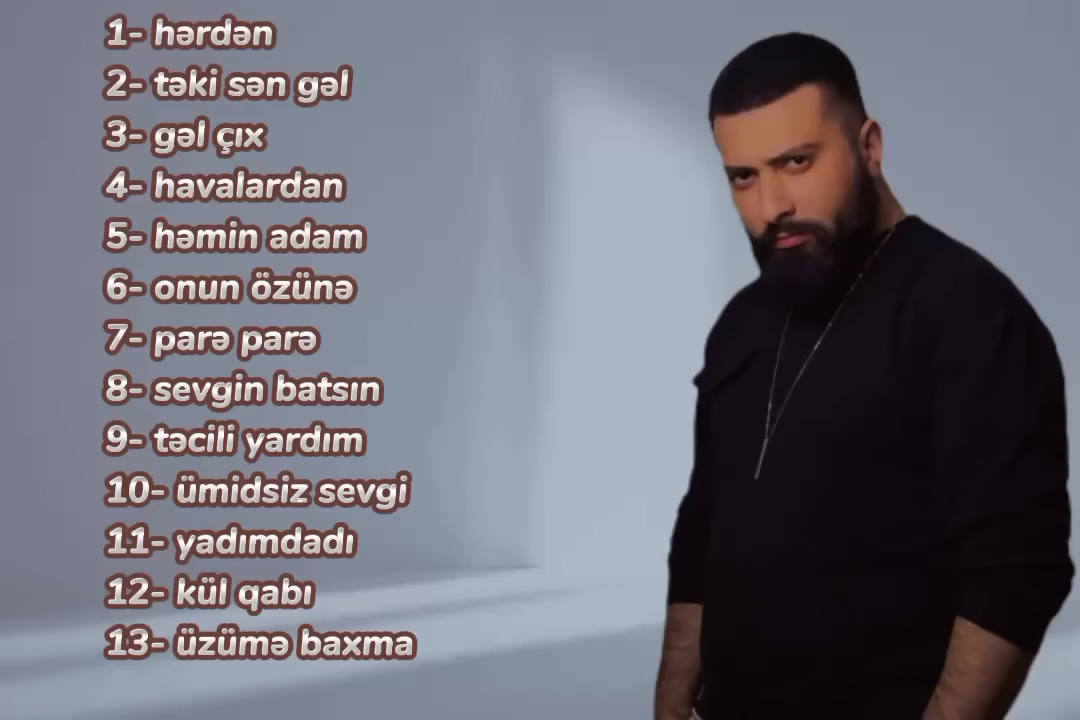 1- hərdən
2- təki sən gəl
3- gəl çıx
4- havalardan
5- həmin adam
6- onun özünə
7- parə parə
8- sevgin batsın
9- təcili yardım
10- ümidsiz sevgi
11- yadımdadı
12- kül qabı
13- üzümə baxma